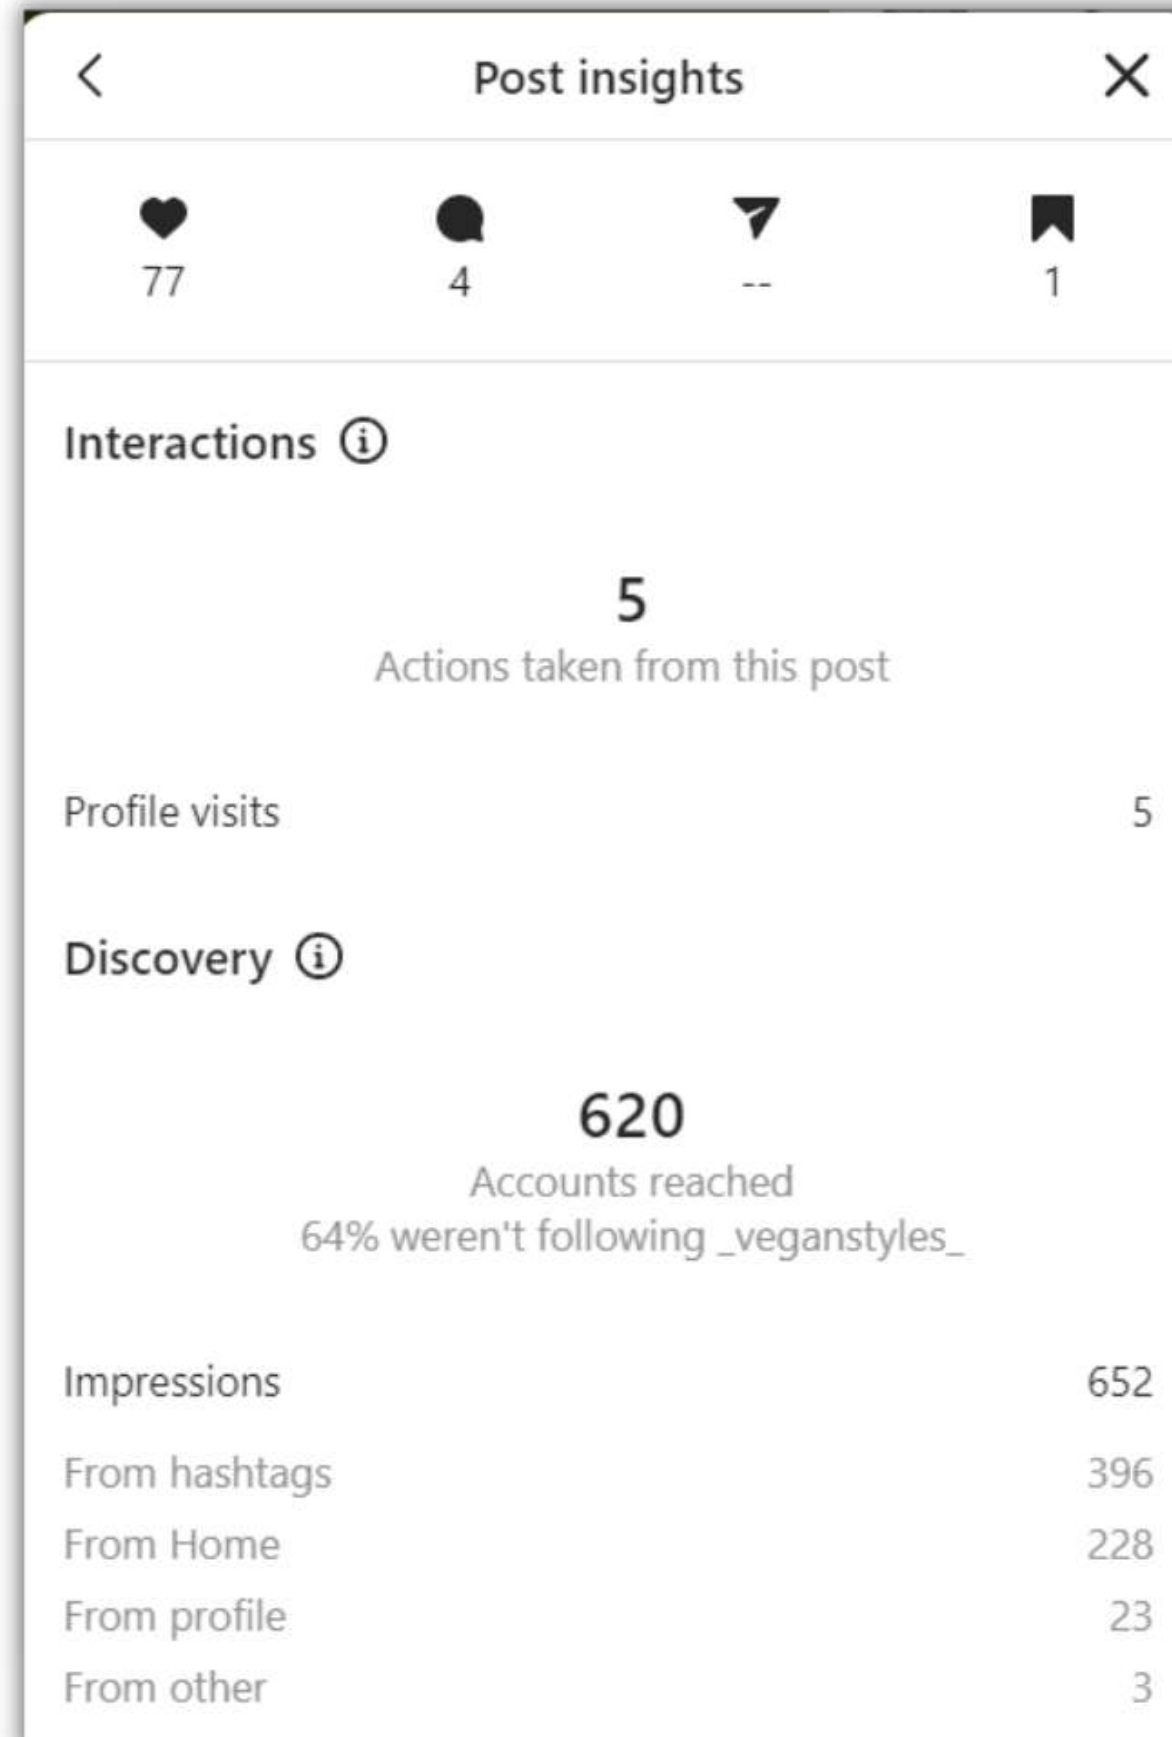 Post insights
77 4 -- 1
Interactions
5
Actions taken from this post
Profile visits 5
Discovery
620
Accounts reached
64% weren't following _veganstyles_
Impressions 652
From hashtags 396
From Home 228
From profile 23
From other 3